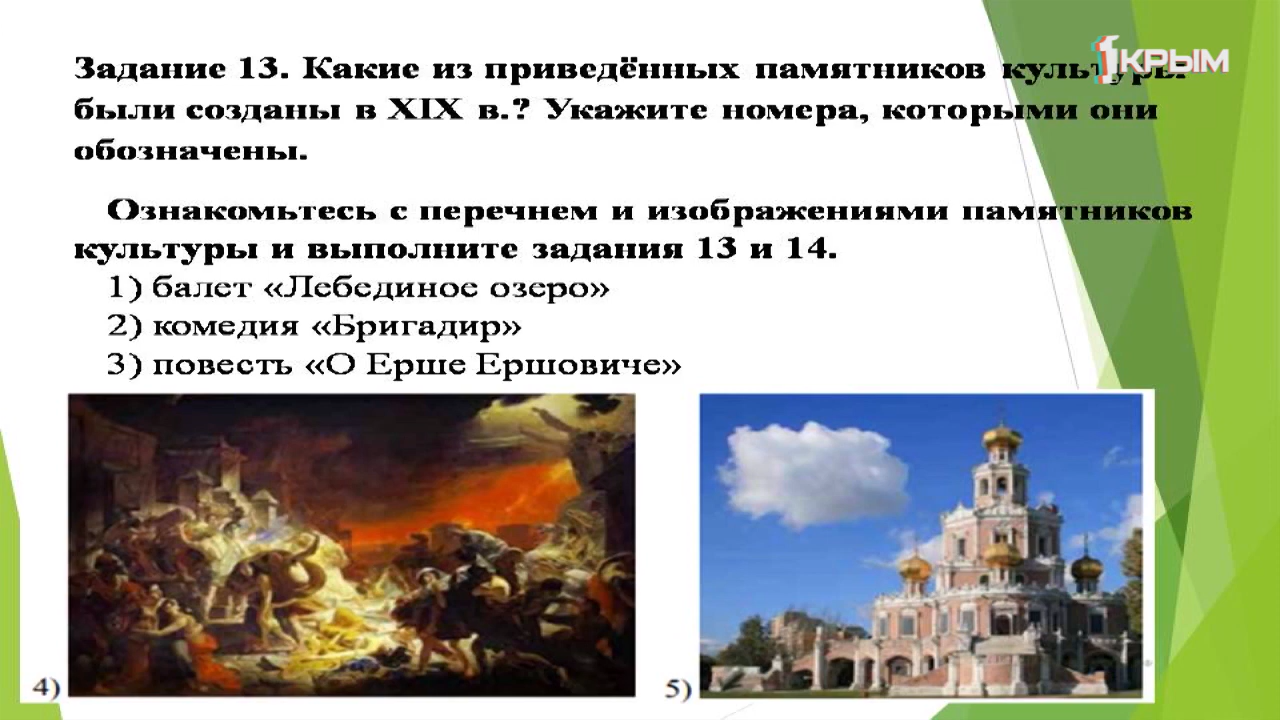 1КРЫМ
Задание 13. Какие из приведённых памятников культуры
были созданы в XIX в.? Укажите номера, которыми они
обозначены.
Ознакомьтесь с перечнем и изображениями памятников
культуры и выполните задания 13 и 14.
1) балет «Лебединое озеро»
2) комедия «Бригадир»
3) повесть «О Ерше Ершовиче»
4)
5)